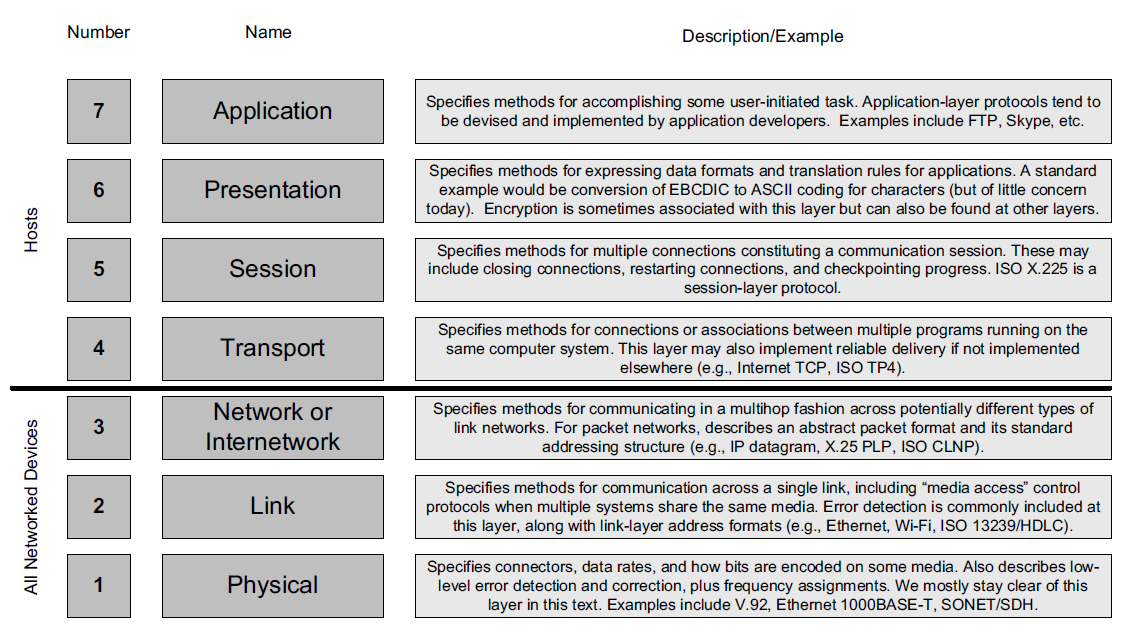 Number Name Description/Example
7 Application Specifies methods for accomplishing some user-initiated task. Application-layer protocols tend to
be devised and implemented by application developers.  Examples include FTP, Skype, etc.
6 Presentation Specifies methods for expressing data formats and translation rules for applications. A standard
example would be conversion of EBCDIC to ASCII coding for characters (but of little concern
today).  Encryption is sometimes associated with this layer but can also be found at other layers.
Hosts
5 Session Specifies methods for multiple connections constituting a communication session. These may
include closing connections, restarting connections, and checkpointing progress. ISO X.225 is a
session-layer protocol.
4 Transport Specifies methods for connections or associations between multiple programs running on the
same computer system. This layer may also implement reliable delivery if not implemented
elsewhere (e.g., Internet TCP, ISO TP4).
3 Network or
Internetwork
Specifies methods for communicating in a multihop fashion across potentially different types of
link networks. For packet networks, describes an abstract packet format and its standard
addressing structure (e.g., IP datagram, X.25 PLP, ISO CLNP).
All Networked Devices
2 Link Specifies methods for communication across a single link, including “media access” control
protocols when multiple systems share the same media. Error detection is commonly included at
this layer, along with link-layer address formats (e.g., Ethernet, Wi-Fi, ISO 13239/HDLC).
1 Physical Specifies connectors, data rates, and how bits are encoded on some media. Also describes low-
level error detection and correction, plus frequency assignments. We mostly stay clear of this
layer in this text. Examples include V.92, Ethernet 1000BASE-T, SONET/SDH.